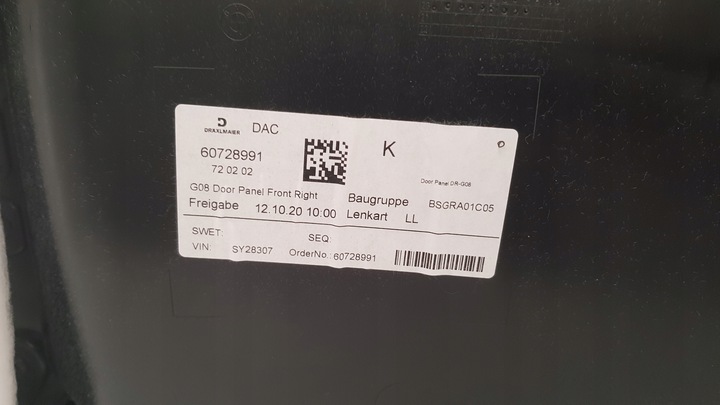 DRÄXLMAIER DAC
60728991
72 02 02
K
Door Panel DR-G08
G08 Door Panel Front Right
Baugruppe BSGRA01C05
Freigabe 12.10.20 10:00 Lenkart LL
SWET: SEQ:
VIN: SY28307 OrderNo.: 60728991